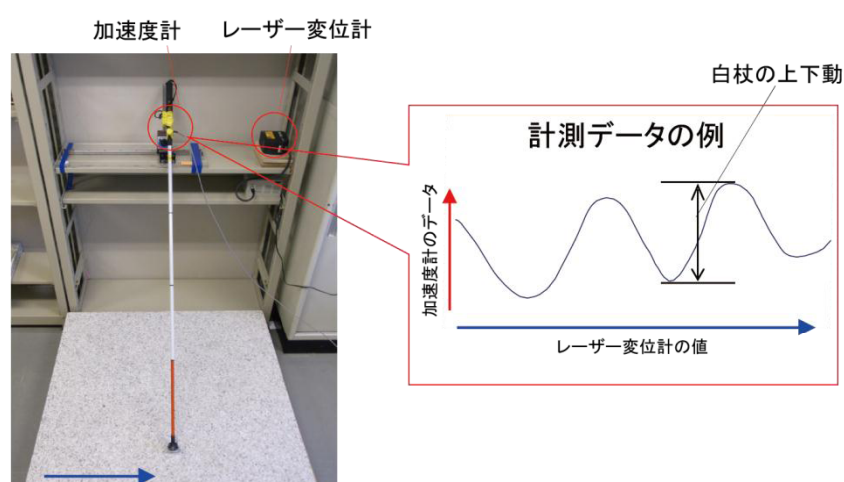 加速度計
レーザー変位計
白杖の上下動
計測データの例
加速度計のデータ
レーザー変位計の値